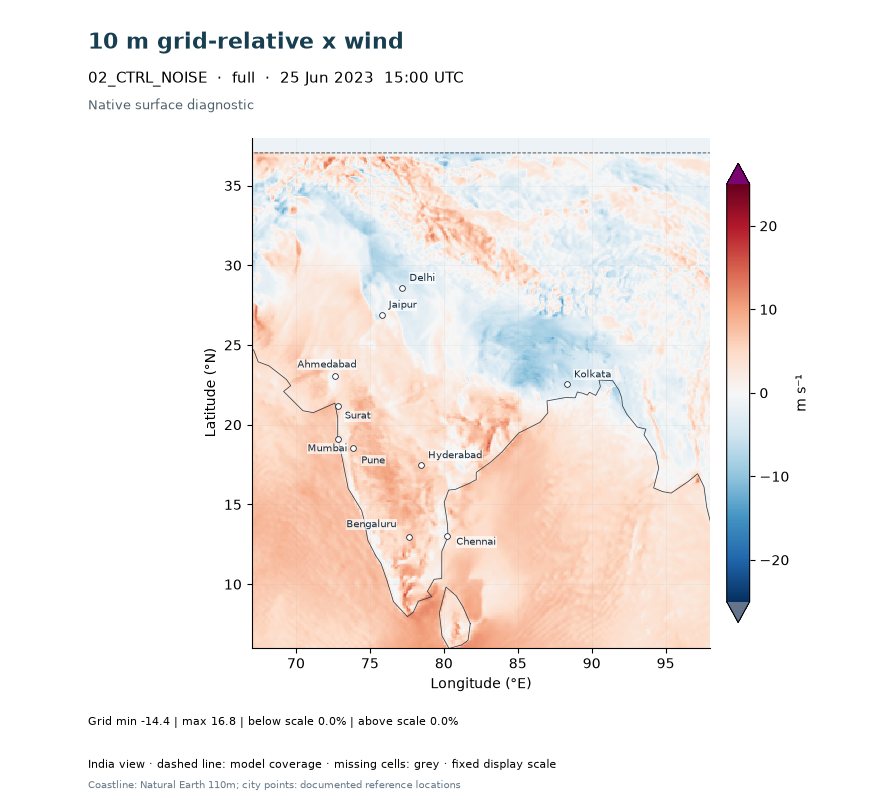 10 m grid-relative x wind
02_CTRL_NOISE · full · 25 Jun 2023 15:00 UTC
Native surface diagnostic
35
30
25
20
15
10
Latitude (°N)
Delhi
Jaipur
Ahmedabad
Kolkata
Surat
Mumbai
Pune
Hyderabad
Bengaluru
Chennai
70
75
80
85
90
95
Longitude (°E)
20
10
0
−10
−20
m s⁻¹
Grid min -14.4 | max 16.8 | below scale 0.0% | above scale 0.0%
India view · dashed line: model coverage · missing cells: grey · fixed display scale
Coastline: Natural Earth 110m; city points: documented reference locations